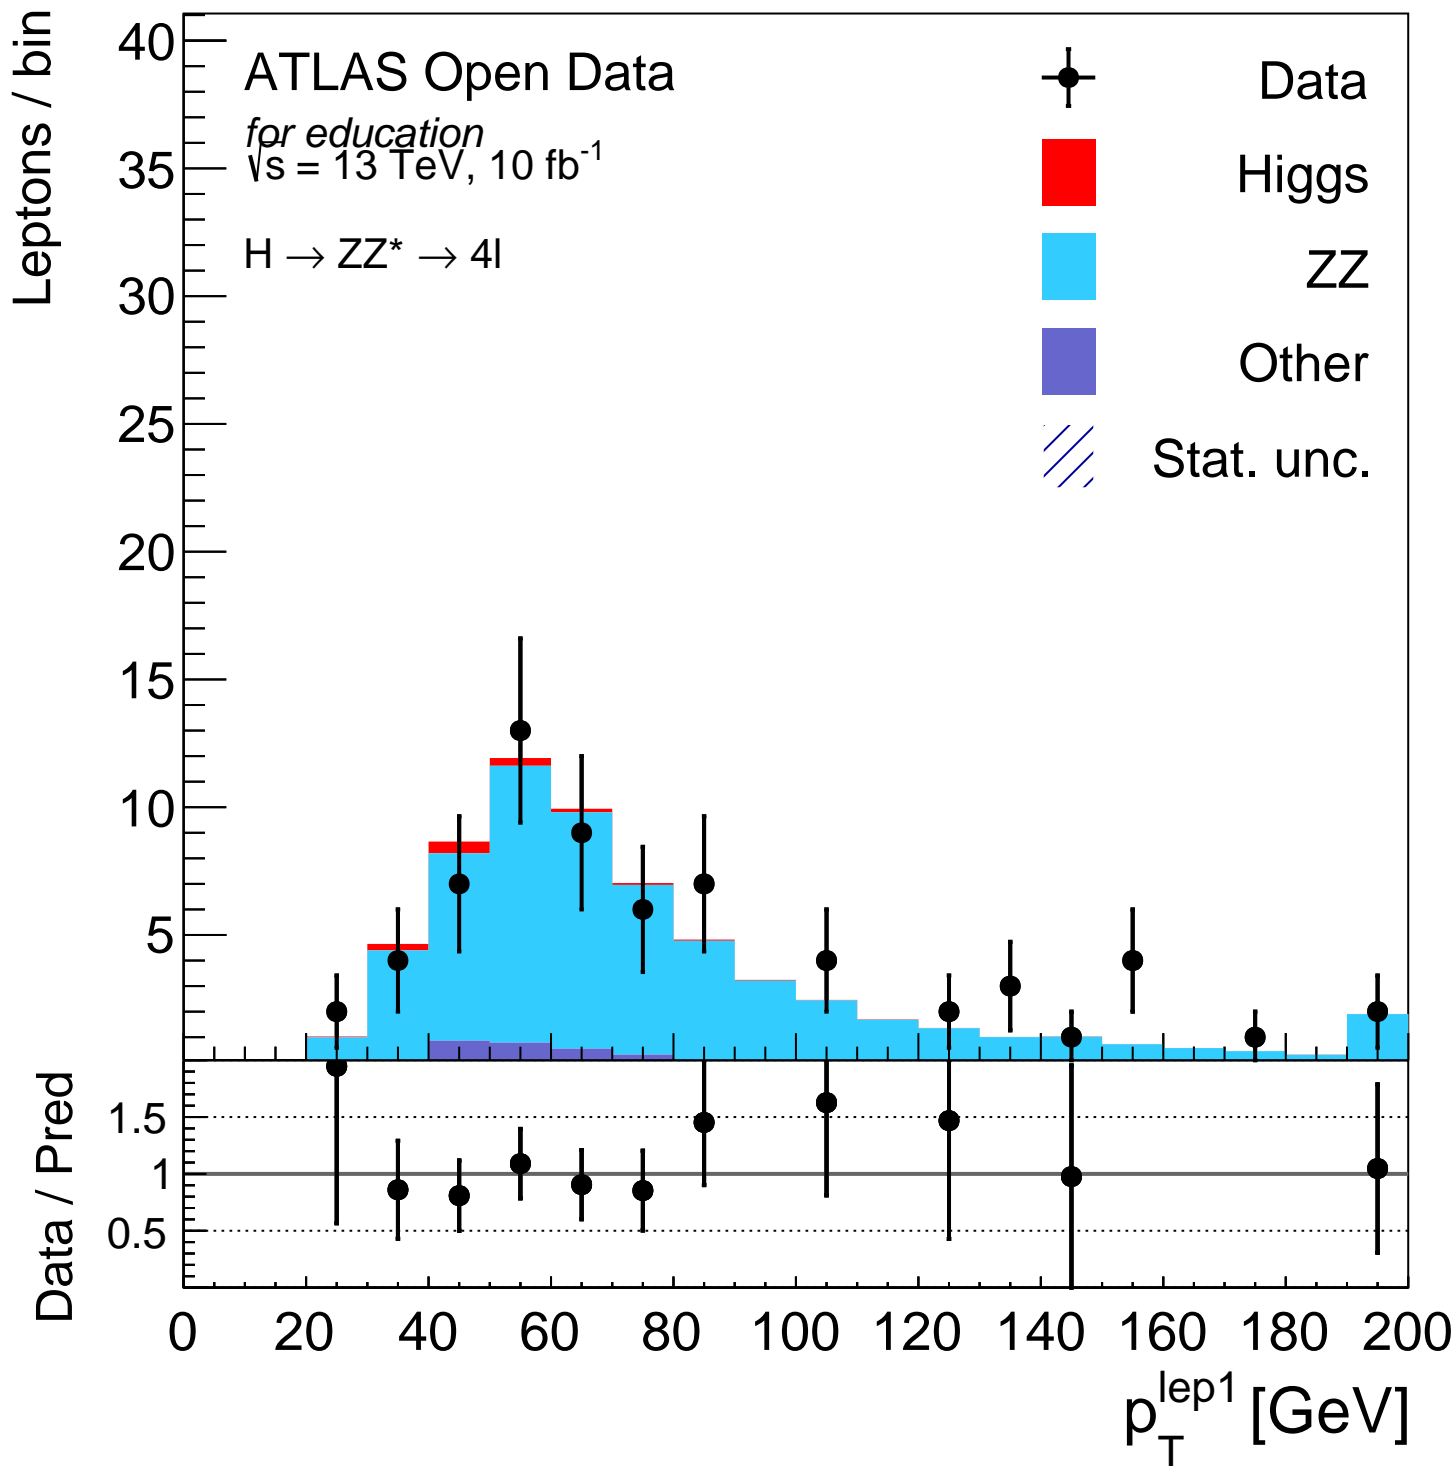 Leptons / bin
40
35
30
25
20
15
10
5
ATLAS Open Data
for education
√s = 13 TeV, 10 fb⁻¹
H → ZZ* → 4l
Data
Higgs
ZZ
Other
Stat. unc.
Data / Pred
1.5
1
0.5
0 20 40 60 80 100 120 140 160 180 200
p_T^lep1 [GeV]